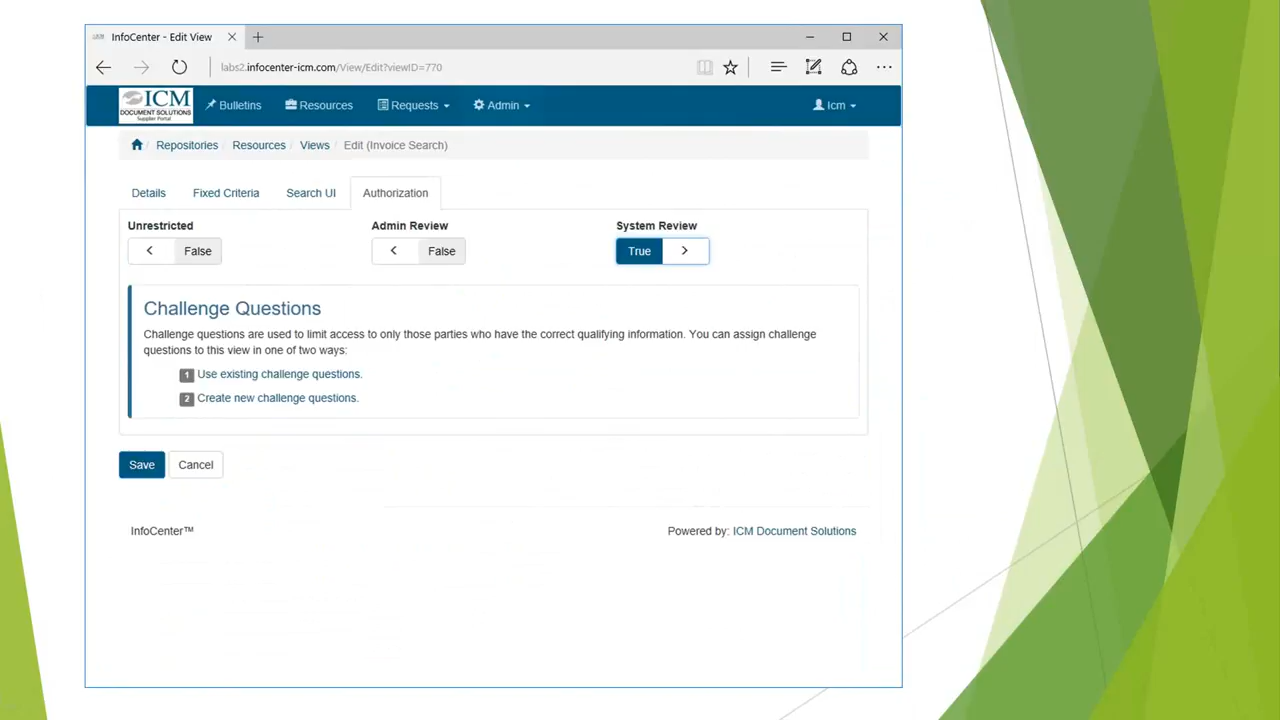 InfoCenter - Edit View
labs2.infocenter-icm.com/View/Edit?viewID=770
ICM
DOCUMENT SOLUTIONS
Supplier Portal
Bulletins Resources Requests Admin Icm
Repositories / Resources / Views / Edit (Invoice Search)
Details Fixed Criteria Search UI Authorization
Unrestricted Admin Review System Review
< False < False True >
Challenge Questions
Challenge questions are used to limit access to only those parties who have the correct qualifying information. You can assign challenge
questions to this view in one of two ways:
1 Use existing challenge questions.
2 Create new challenge questions.
Save Cancel
InfoCenter™ Powered by: ICM Document Solutions